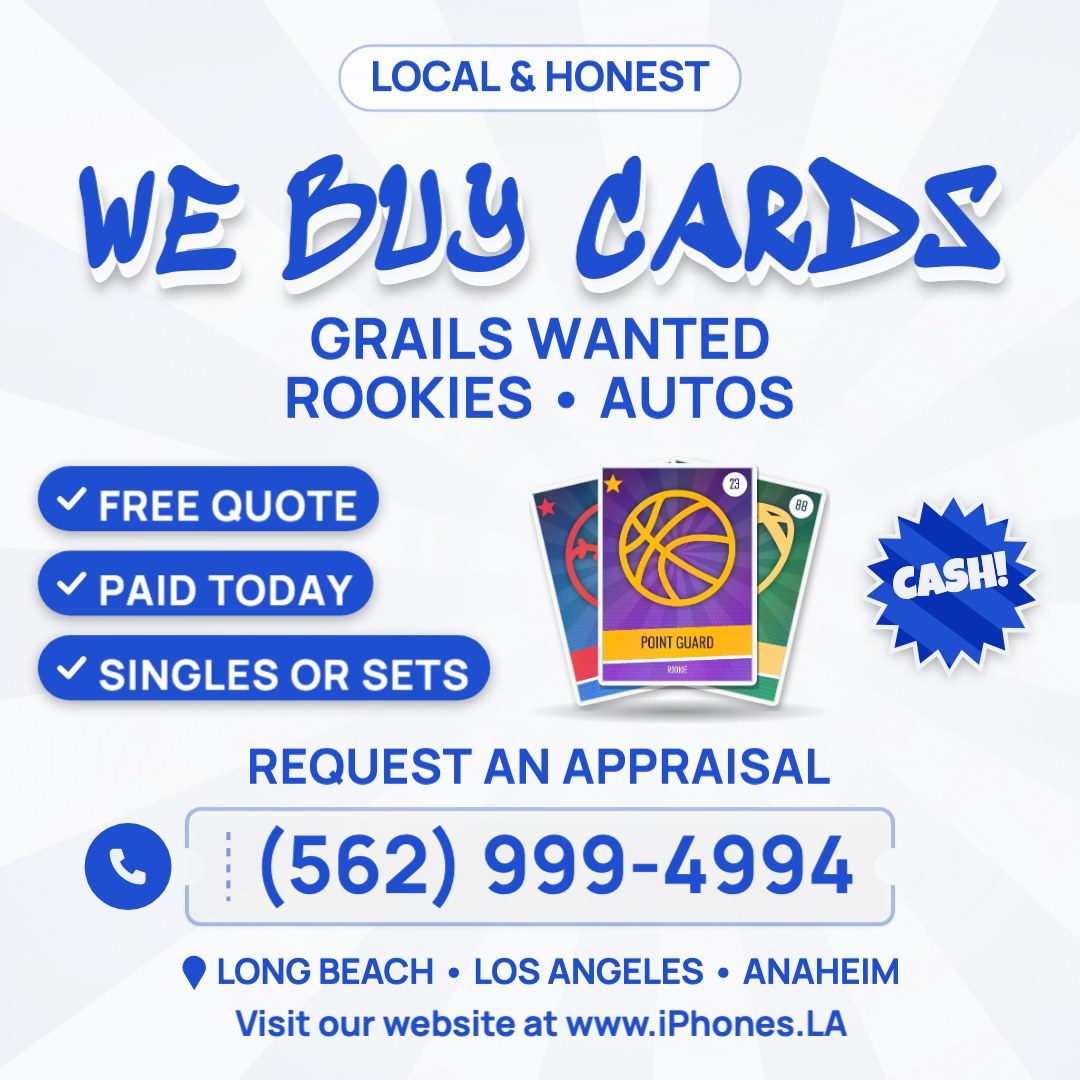 LOCAL & HONEST
WE BUY CARDS
GRAILS WANTED
ROOKIES • AUTOS
FREE QUOTE
PAID TODAY
SINGLES OR SETS
23
88
POINT GUARD
ROOKIE
CASH!
REQUEST AN APPRAISAL
(562) 999-4994
LONG BEACH • LOS ANGELES • ANAHEIM
Visit our website at www.iPhones.LA